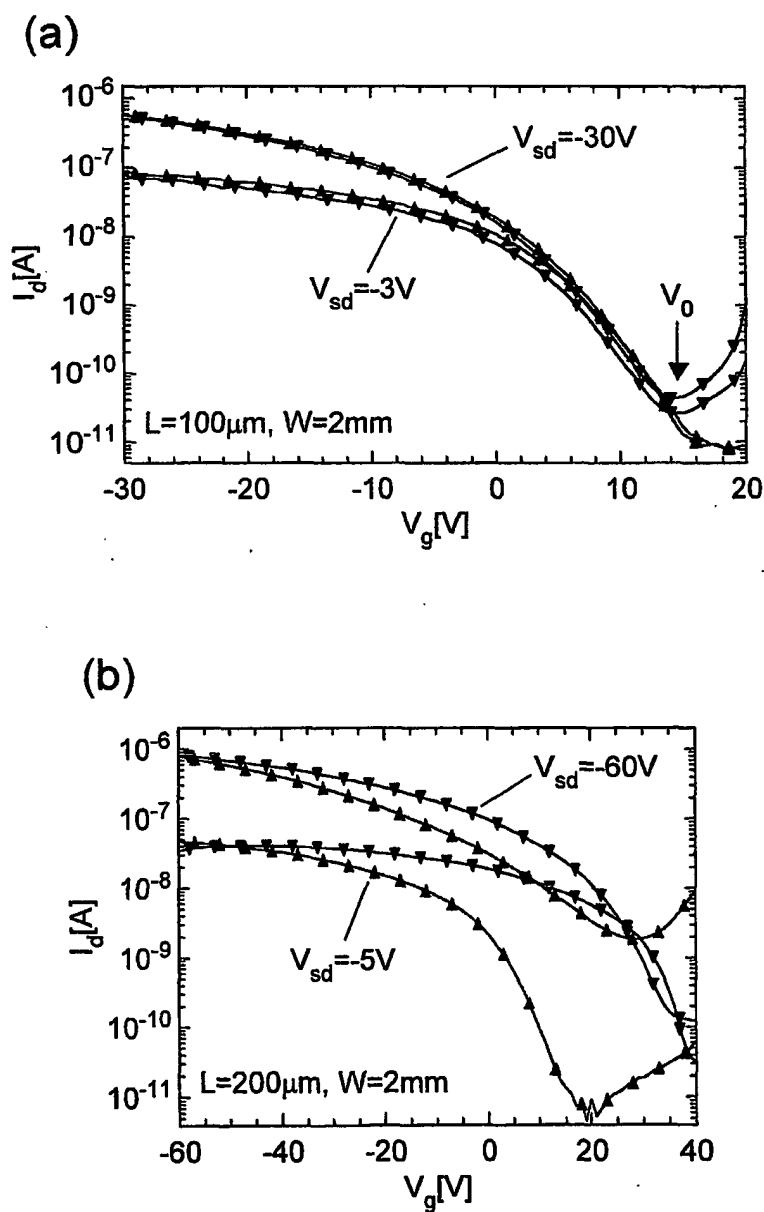 (a)
10⁻⁶
10⁻⁷
10⁻⁸
10⁻⁹
10⁻¹⁰
10⁻¹¹
I_d[A]
V_sd=-30V
V_sd=-3V
V_0
L=100μm, W=2mm
-30 -20 -10 0 10 20
V_g[V]
(b)
10⁻⁶
10⁻⁷
10⁻⁸
10⁻⁹
10⁻¹⁰
10⁻¹¹
I_d[A]
V_sd=-60V
V_sd=-5V
L=200μm, W=2mm
-60 -40 -20 0 20 40
V_g[V]